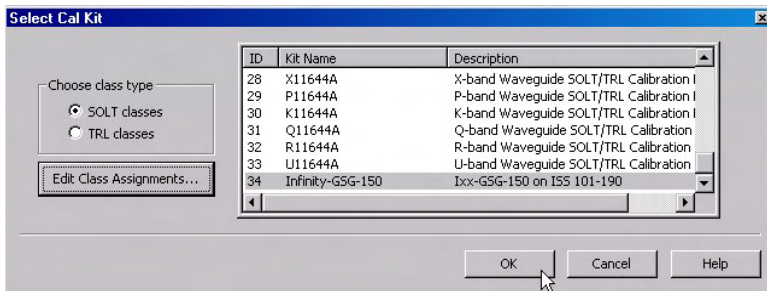 Select Cal Kit
Choose class type
SOLT classes
TRL classes
Edit Class Assignments...
ID Kit Name Description
28 X11644A X-band Waveguide SOLT/TRL Calibration
29 P11644A P-band Waveguide SOLT/TRL Calibration
30 K11644A K-band Waveguide SOLT/TRL Calibration
31 Q11644A Q-band Waveguide SOLT/TRL Calibration
32 R11644A R-band Waveguide SOLT/TRL Calibration
33 U11644A U-band Waveguide SOLT/TRL Calibration
34 Infinity-GSG-150 Ixx-GSG-150 on ISS 101-190
OK Cancel Help